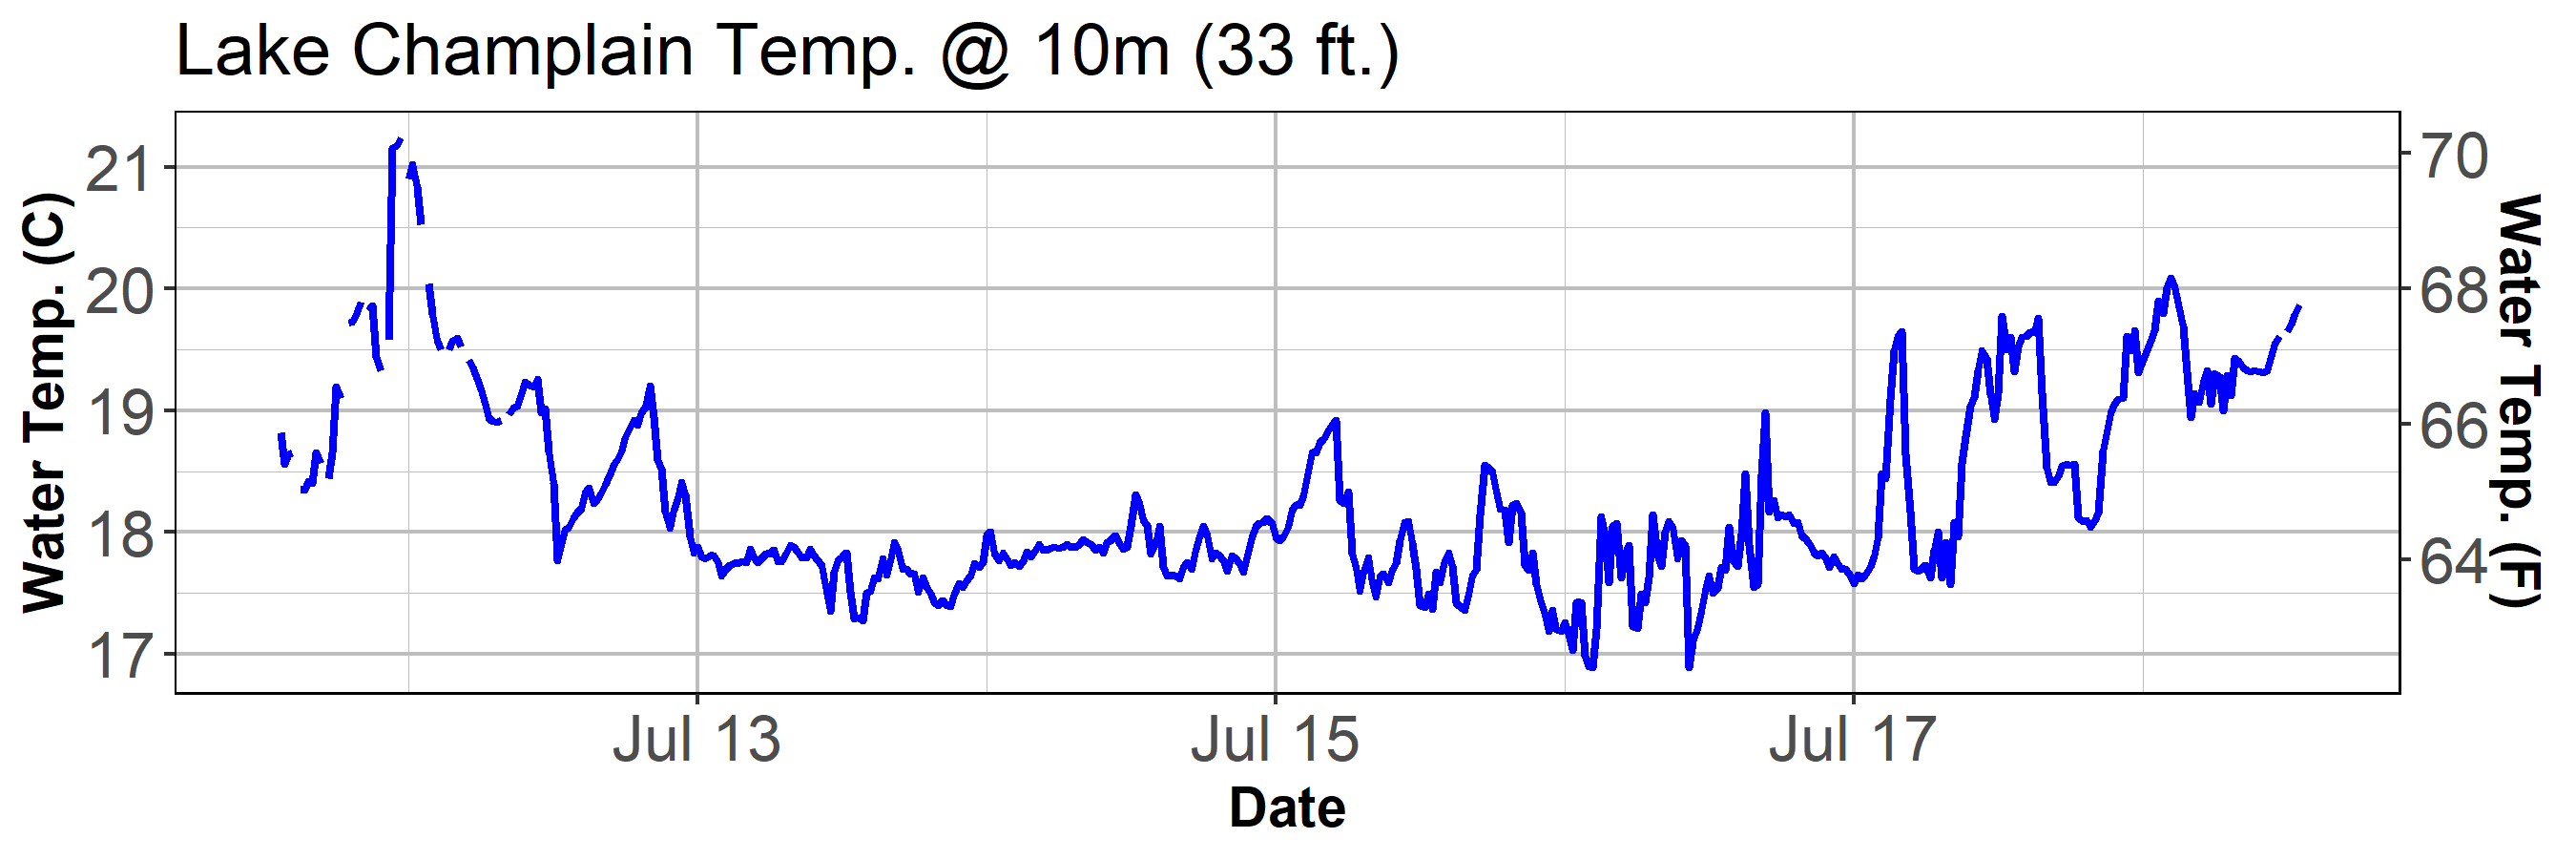 Lake Champlain Temp. @ 10m (33 ft.)
Water Temp. (C)
21
20
19
18
17
70
68
66
64
Water Temp. (F)
Jul 13
Jul 15
Jul 17
Date